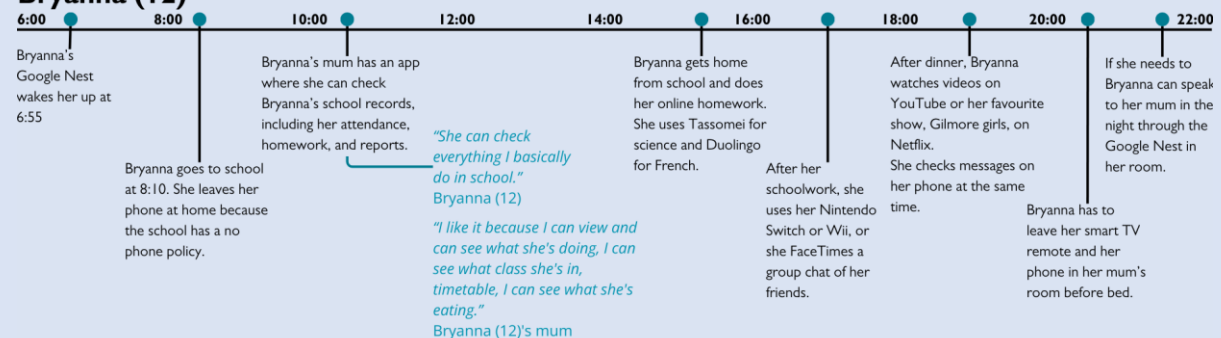 Bryanna (12)
6:00 8:00 10:00 12:00 14:00 16:00 18:00 20:00 22:00
Bryanna's
Google Nest
wakes her up at
6:55
Bryanna goes to school
at 8:10. She leaves her
phone at home because
the school has a no
phone policy.
Bryanna's mum has an app
where she can check
Bryanna's school records,
including her attendance,
homework, and reports.
“She can check
everything I basically
do in school.”
Bryanna (12)
“I like it because I can view and
can see what she's doing, I can
see what class she's in,
timetable, I can see what she's
eating.”
Bryanna (12)'s mum
Bryanna gets home
from school and does
her online homework.
She uses Tassomei for
science and Duolingo
for French.
After her
schoolwork, she
uses her Nintendo
Switch or Wii, or
she FaceTimes a
group chat of her
friends.
After dinner, Bryanna
watches videos on
YouTube or her favourite
show, Gilmore girls, on
Netflix.
She checks messages on
her phone at the same
time.
Bryanna has to
leave her smart TV
remote and her
phone in her mum's
room before bed.
If she needs to
Bryanna can speak
to her mum in the
night through the
Google Nest in
her room.